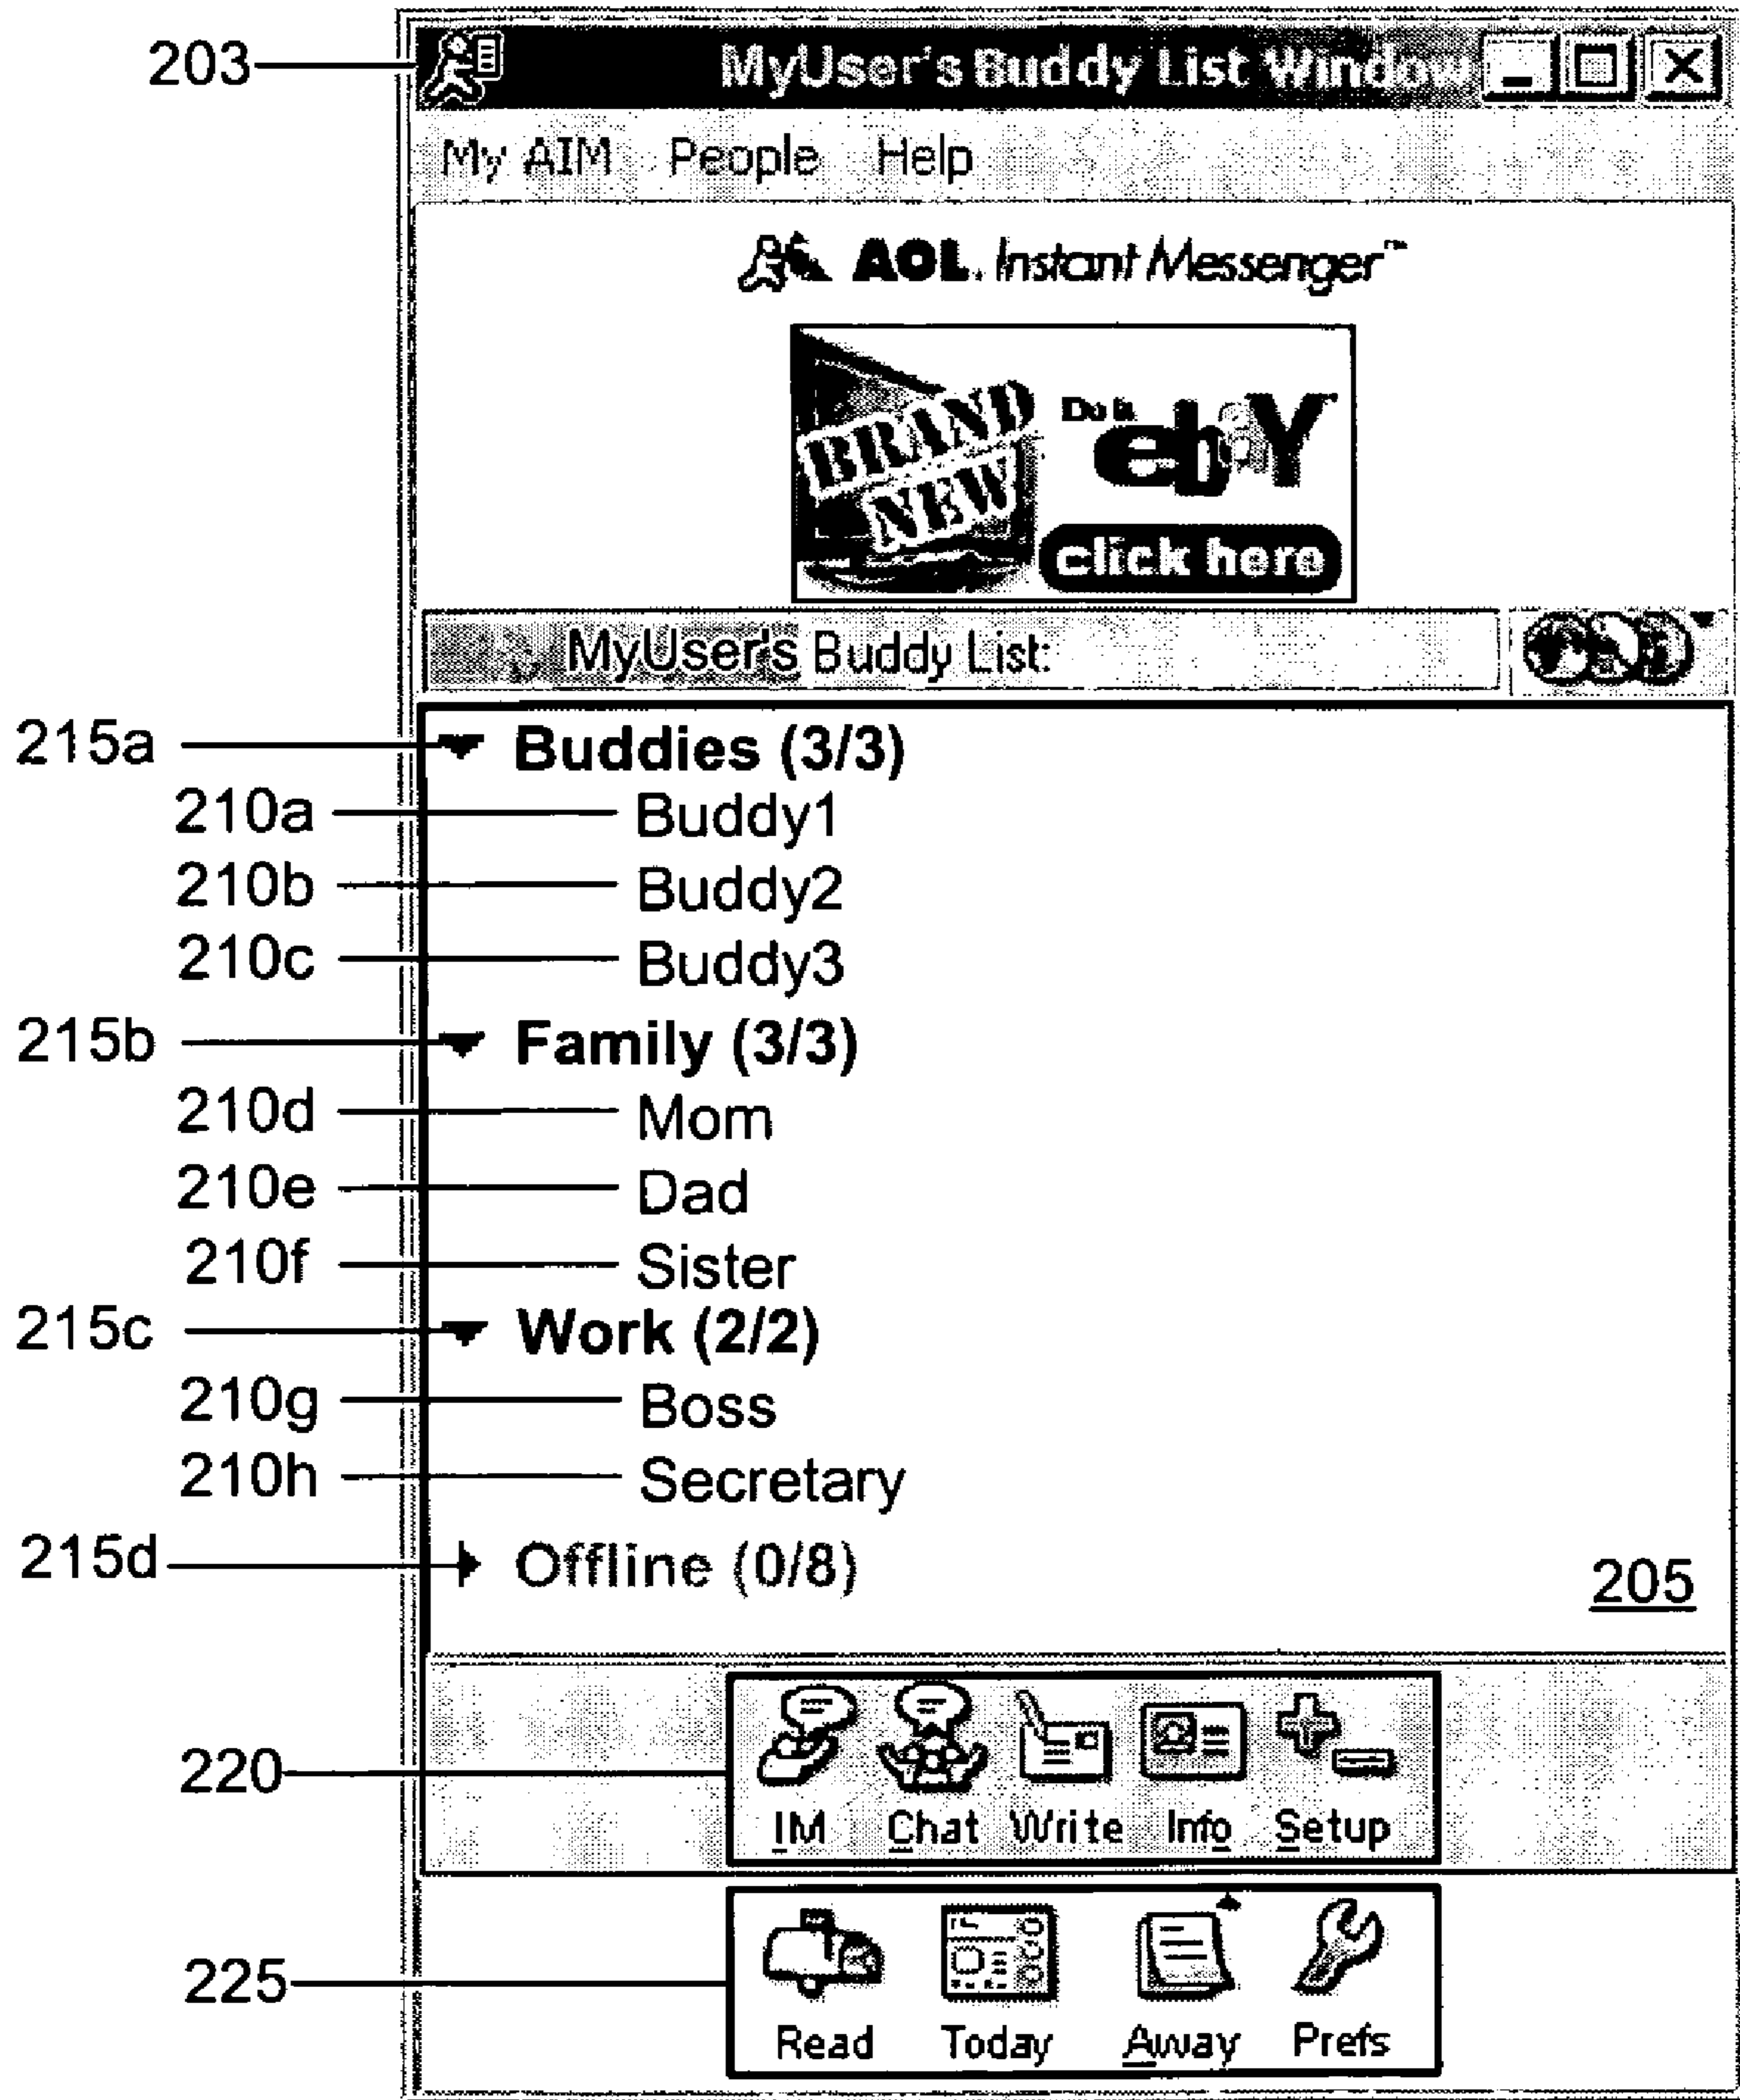 203 MyUser's Buddy List Window
My AIM People Help
AOL Instant Messenger™
BRAND NEW
Do it ebaY
click here
MyUser's Buddy List:
215a Buddies (3/3)
210a Buddy1
210b Buddy2
210c Buddy3
215b Family (3/3)
210d Mom
210e Dad
210f Sister
215c Work (2/2)
210g Boss
210h Secretary
215d Offline (0/8)
205
220 IM Chat Write Info Setup
225 Read Today Away Prefs